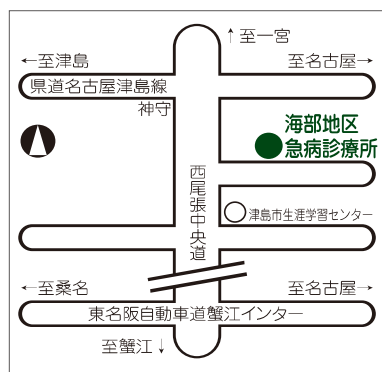 ↑至一宮
←至津島
至名古屋→
県道名古屋津島線
神守
海部地区
急病診療所
西尾張中央道
津島市生涯学習センター
←至桑名
至名古屋→
東名阪自動車道蟹江インター
至蟹江↓